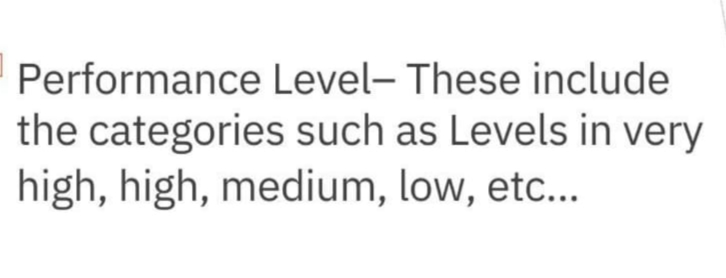 Performance Level– These include
the categories such as Levels in very
high, high, medium, low, etc...